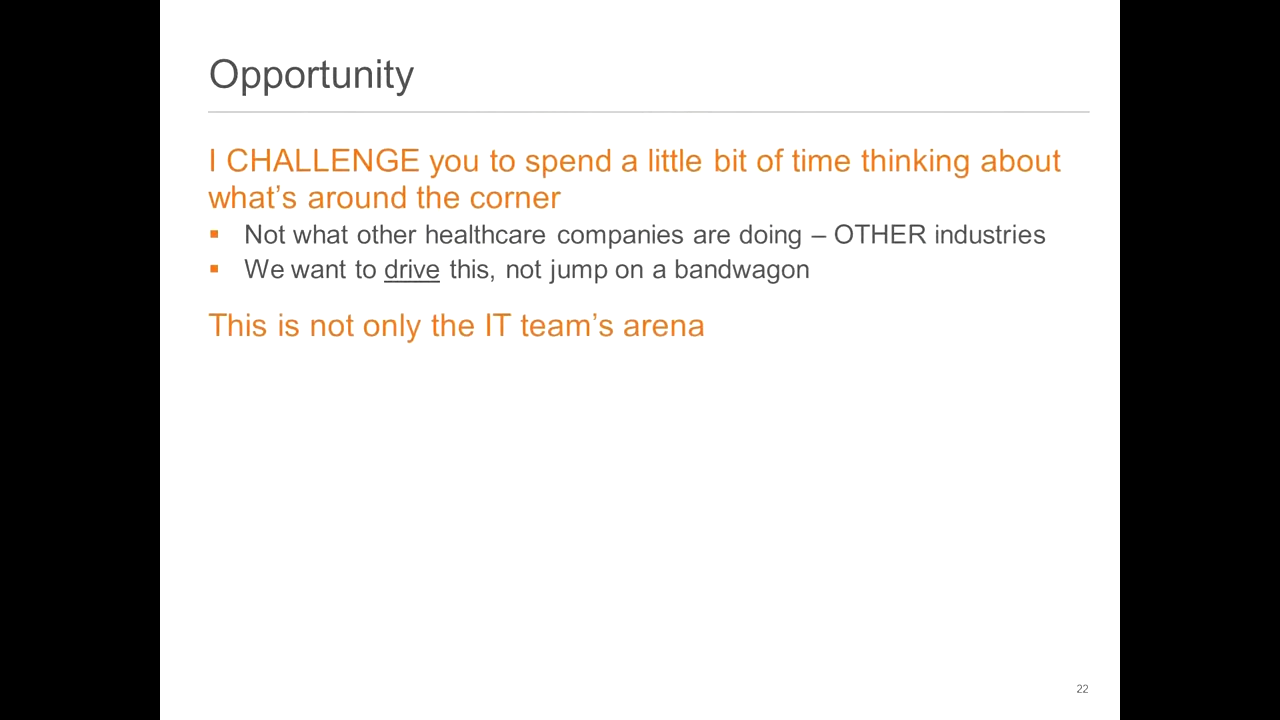 Opportunity
I CHALLENGE you to spend a little bit of time thinking about
what’s around the corner
▪ Not what other healthcare companies are doing – OTHER industries
▪ We want to drive this, not jump on a bandwagon
This is not only the IT team’s arena
22